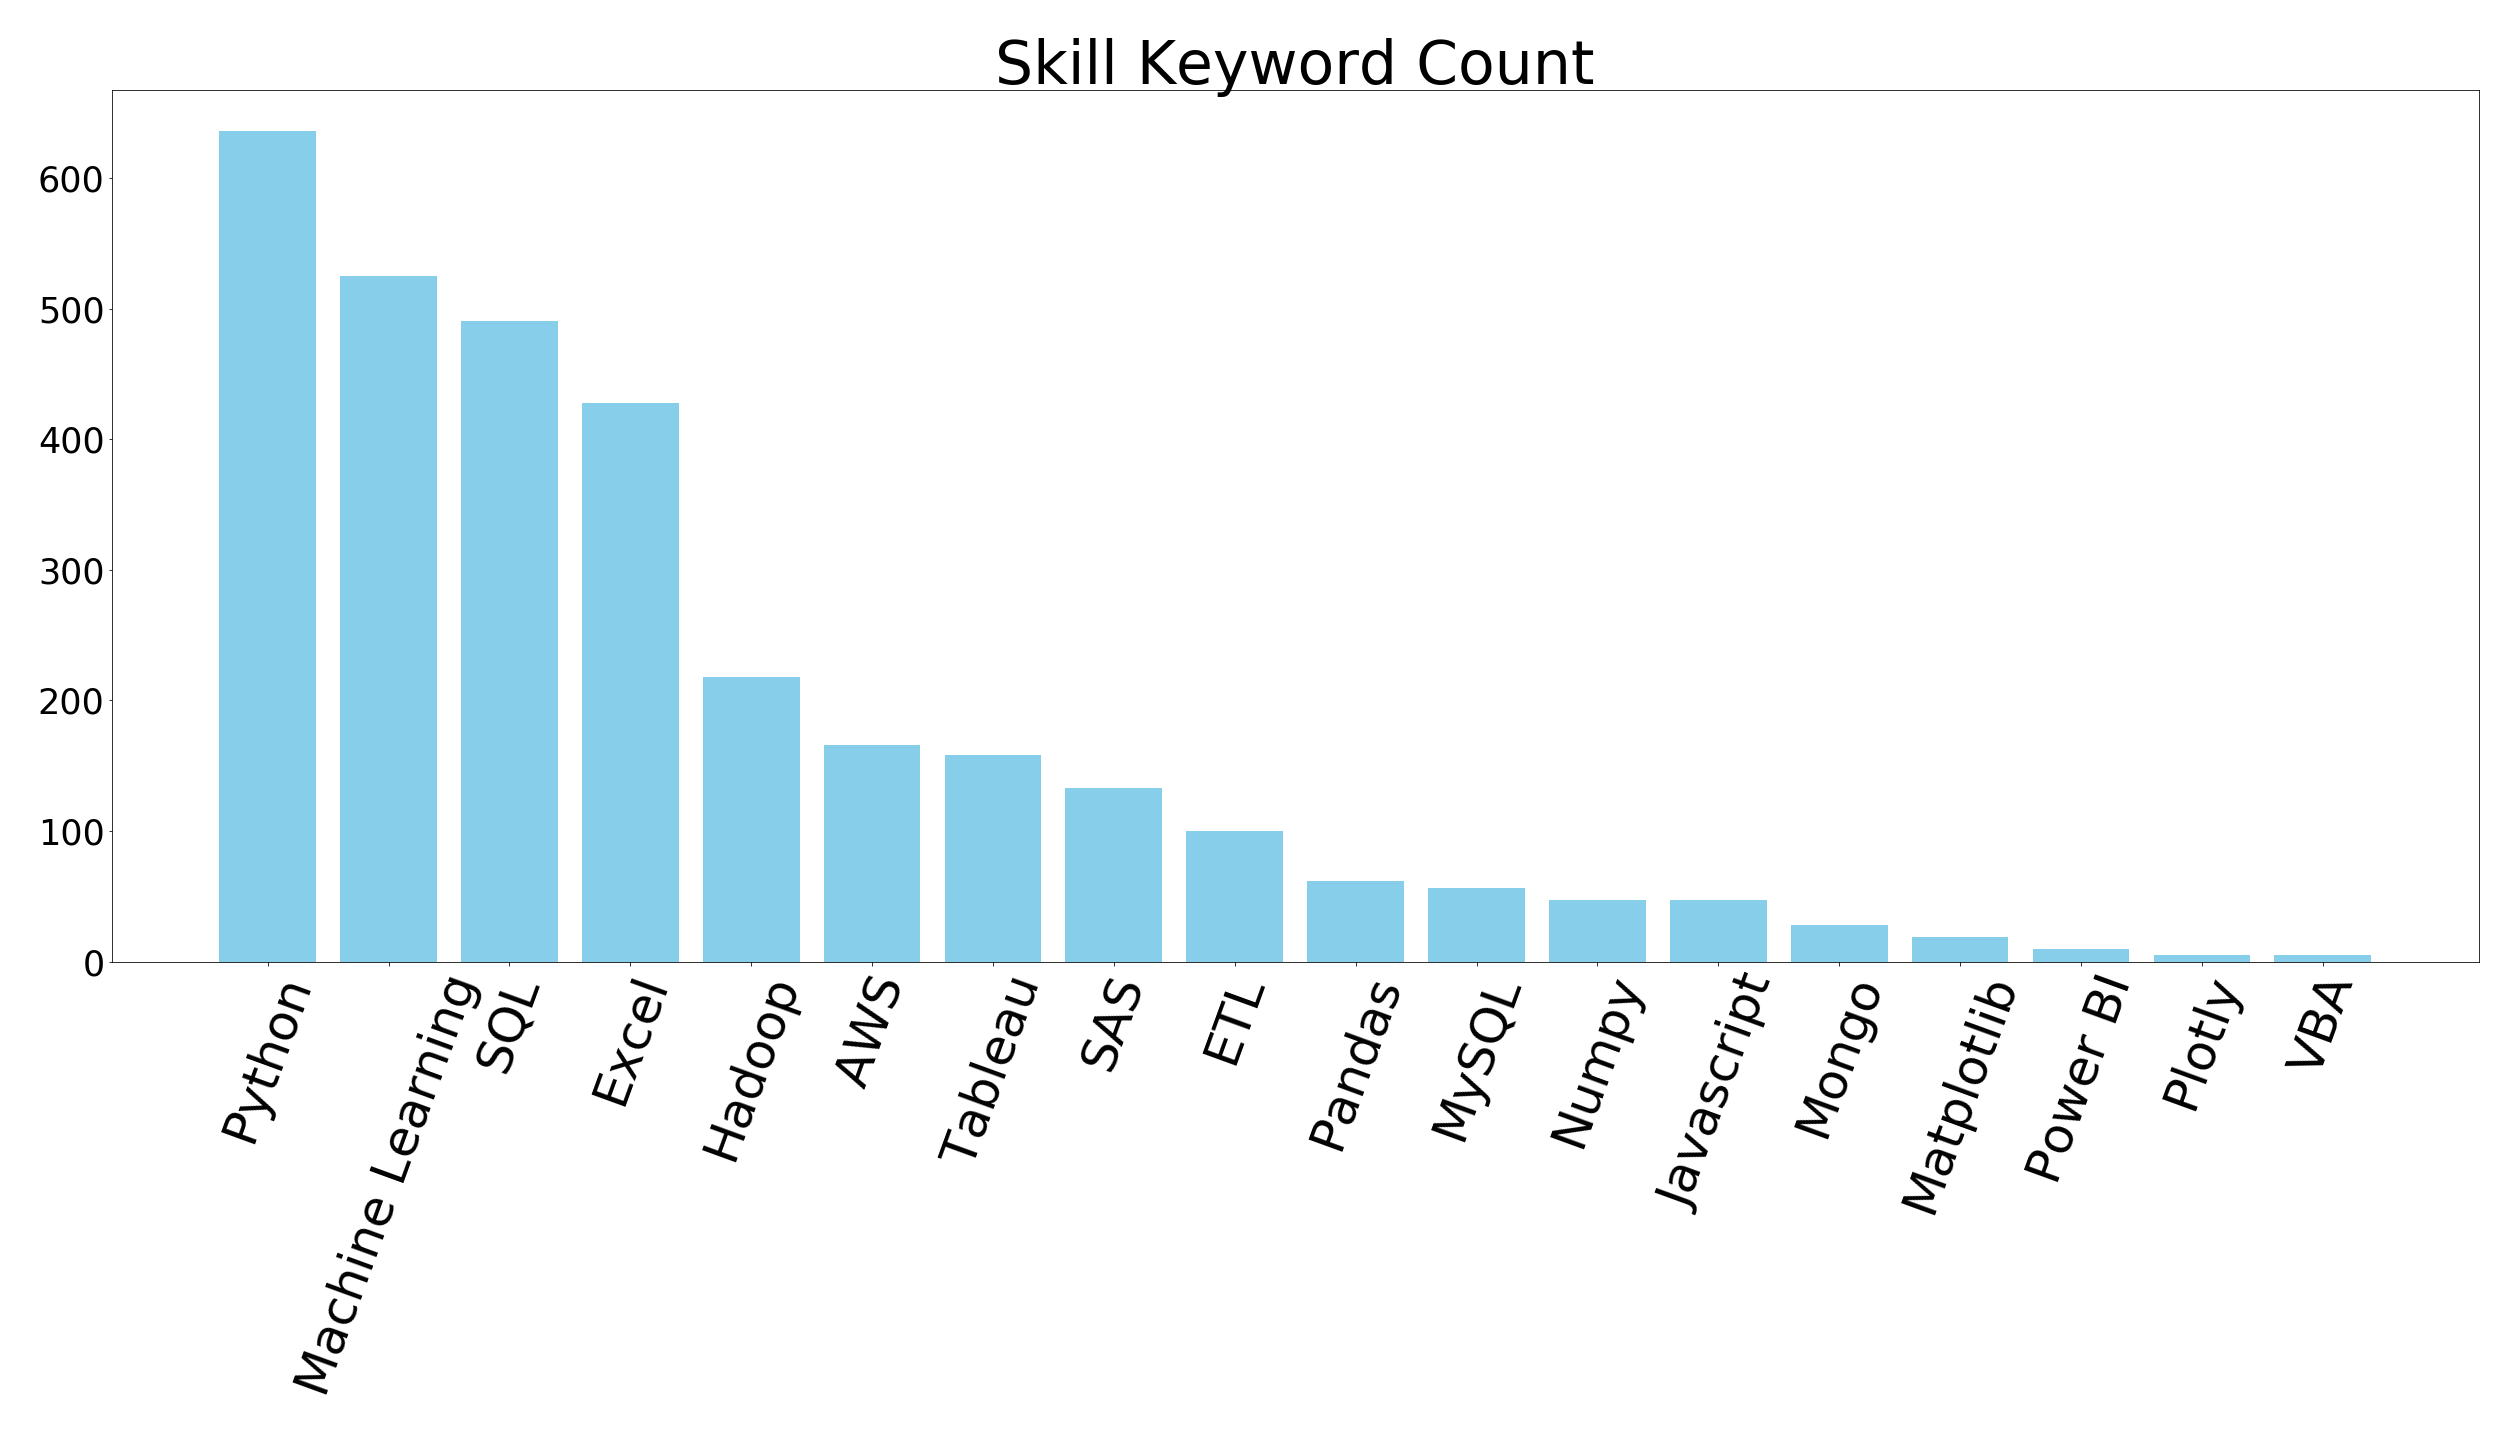 Skill Keyword Count
600
500
400
300
200
100
0
Python
Machine Learning
SQL
Excel
Hadoop
AWS
Tableau
SAS
ETL
Pandas
MySQL
Numpy
Javascript
Mongo
Matplotlib
Power BI
Plotly
VBA